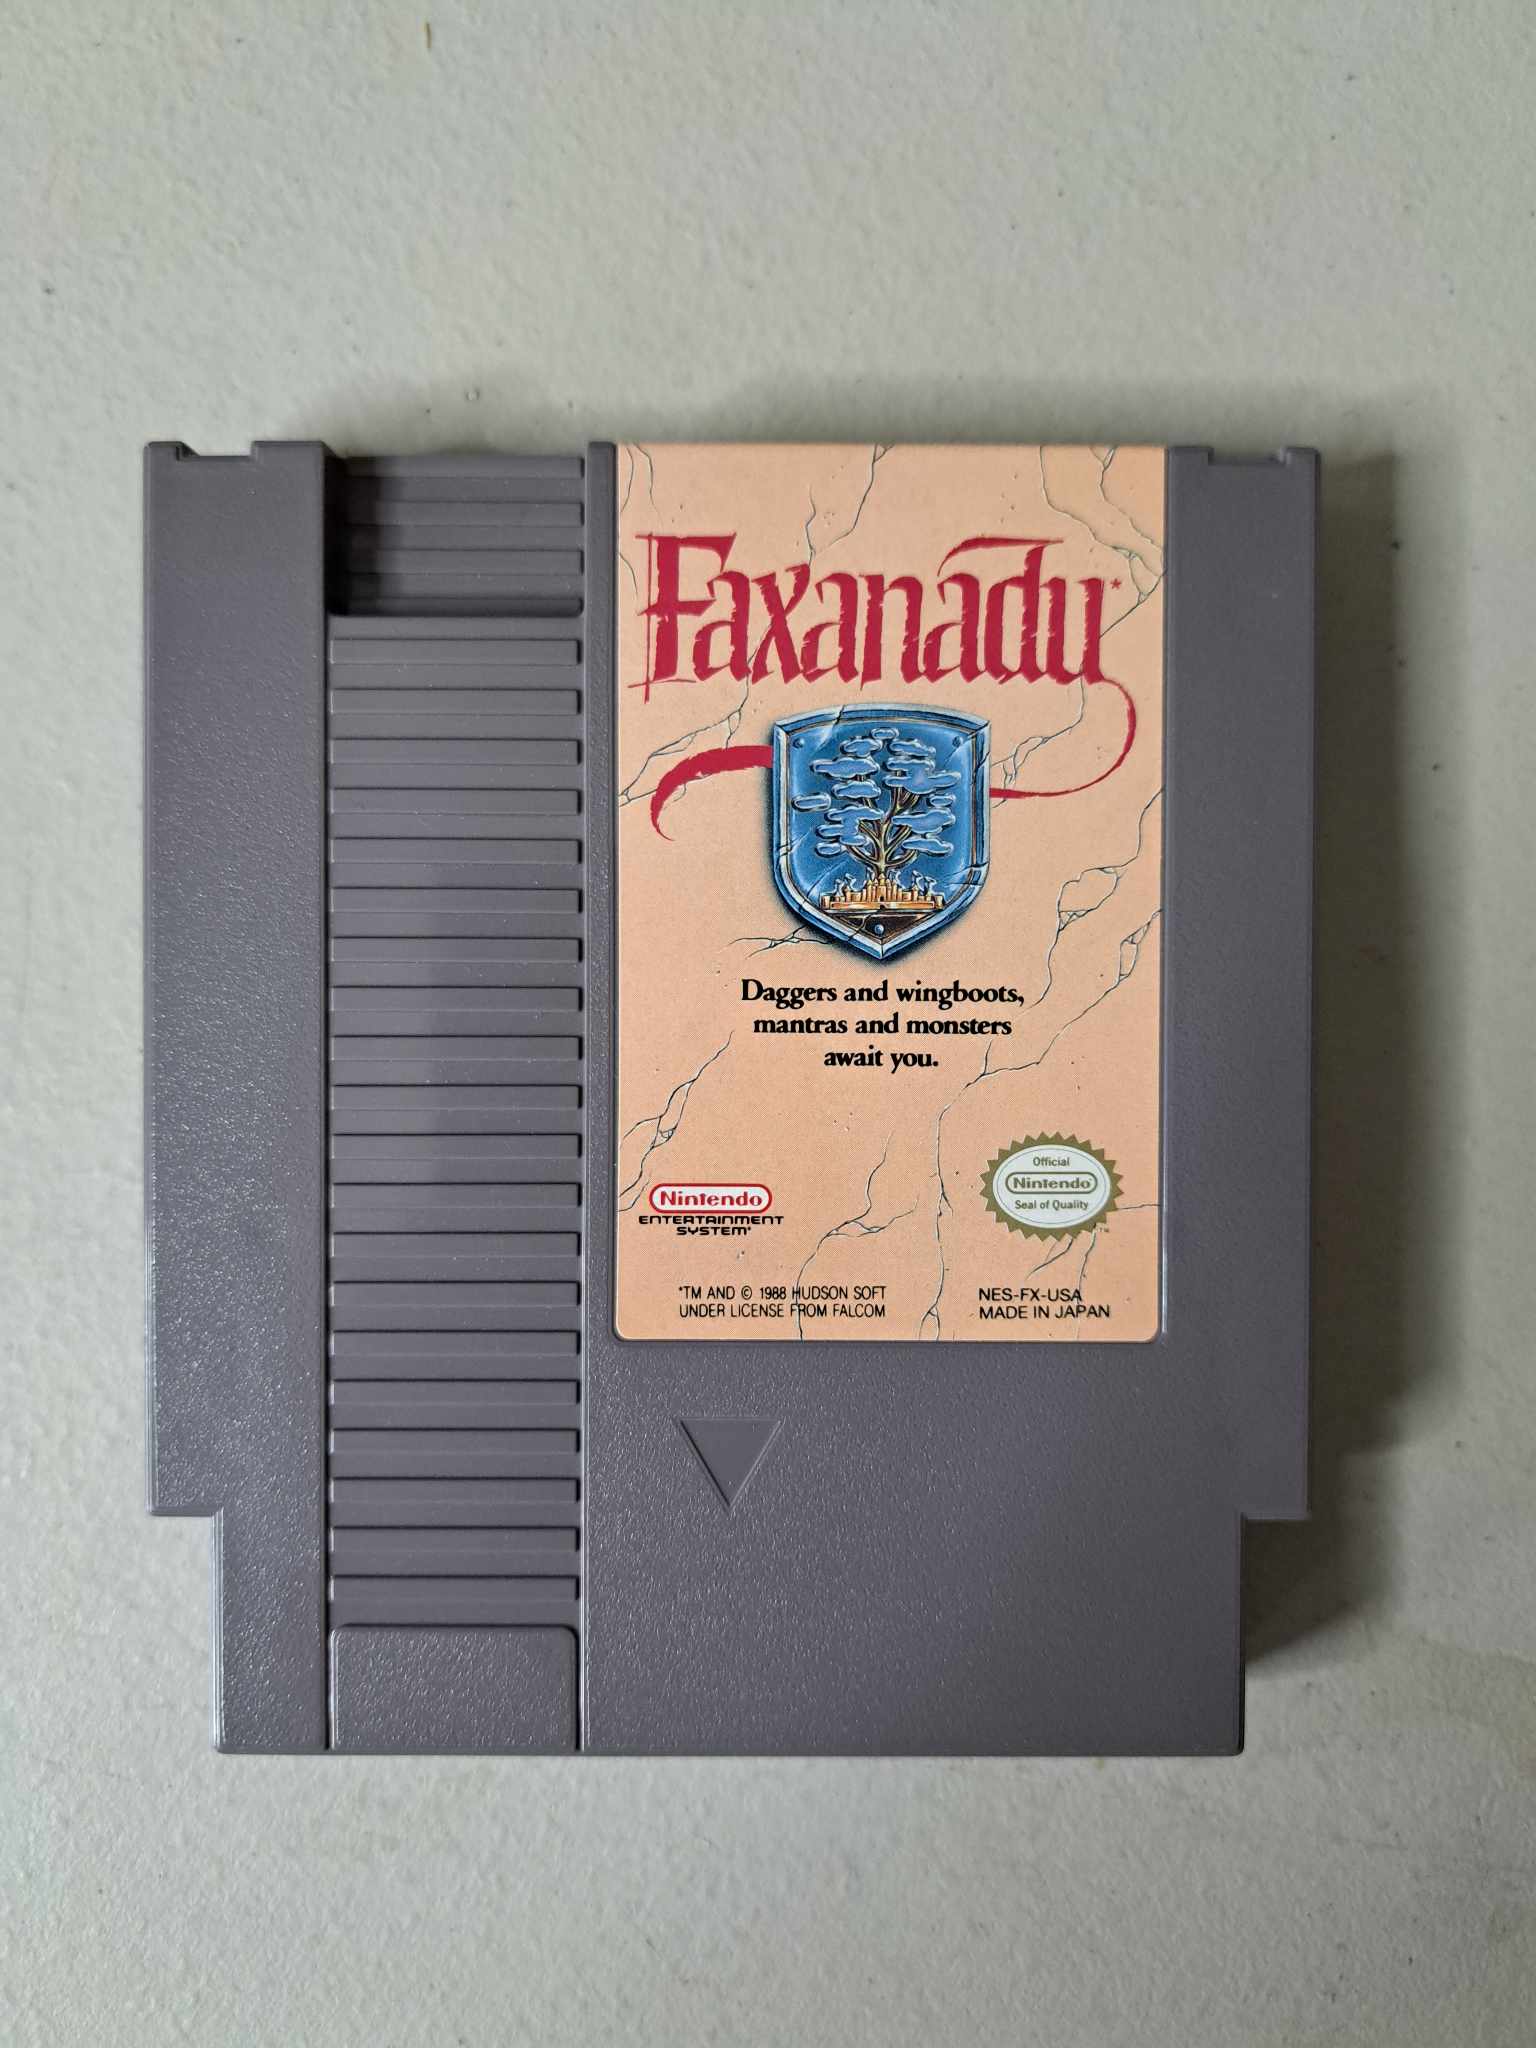 Faxanadu*
Daggers and wingboots,
mantras and monsters
await you.
Nintendo
ENTERTAINMENT
SYSTEM®
Official
Nintendo®
Seal of Quality
™
*TM AND © 1988 HUDSON SOFT
UNDER LICENSE FROM FALCOM
NES-FX-USA
MADE IN JAPAN